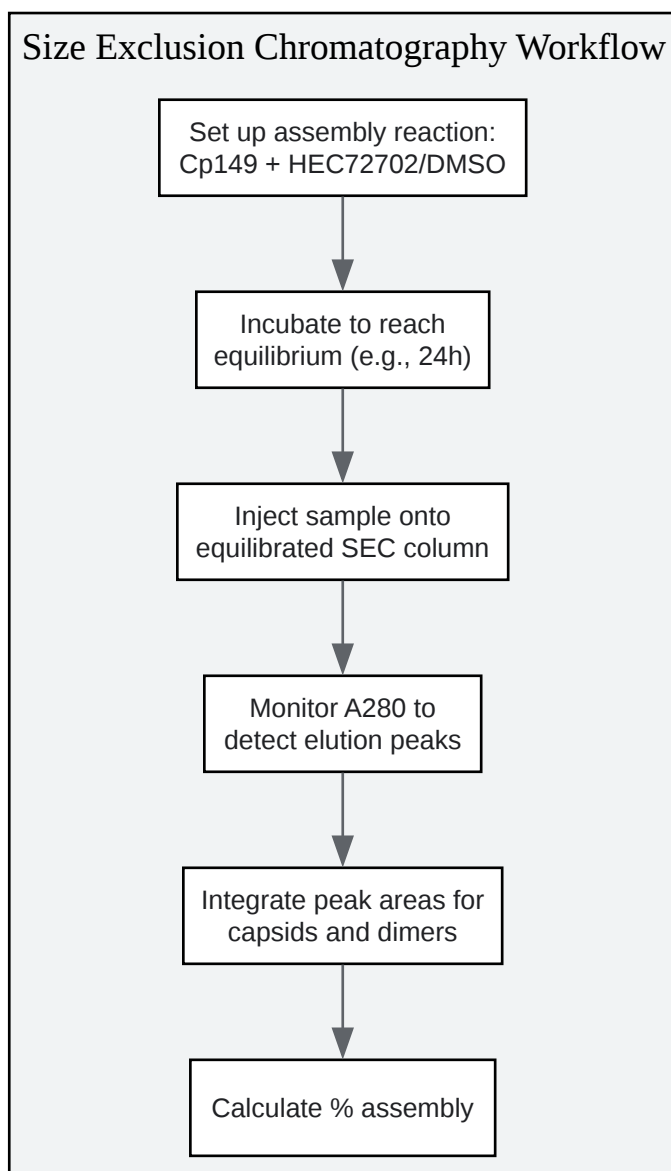 Size Exclusion Chromatography Workflow
Set up assembly reaction:
Cp149 + HEC72702/DMSO
Incubate to reach
equilibrium (e.g., 24h)
Inject sample onto
equilibrated SEC column
Monitor A280 to
detect elution peaks
Integrate peak areas for
capsids and dimers
Calculate % assembly